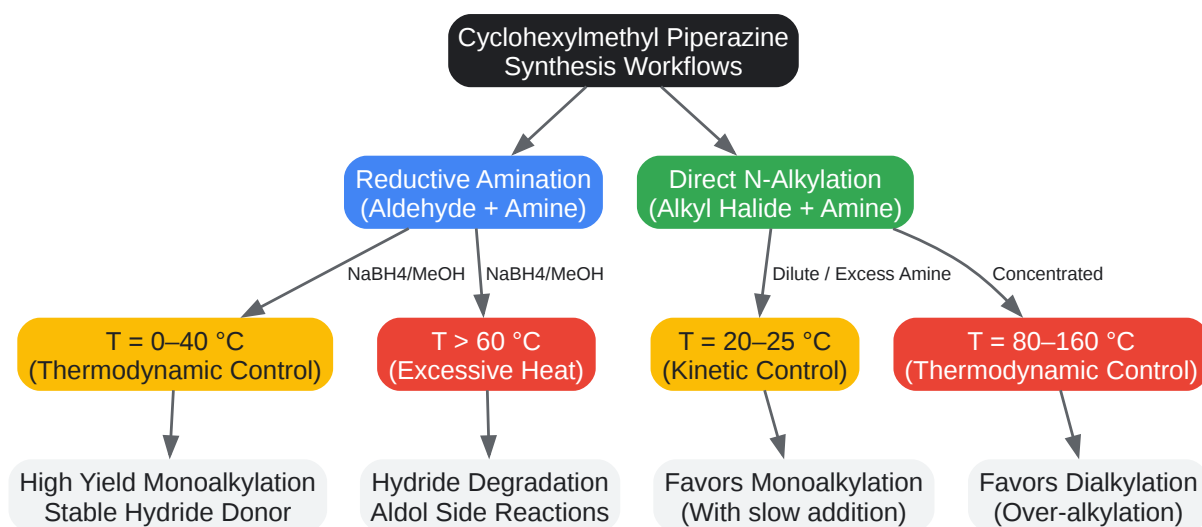 Cyclohexylmethyl Piperazine
Synthesis Workflows
Reductive Amination
(Aldehyde + Amine)
Direct N-Alkylation
(Alkyl Halide + Amine)
NaBH4/MeOH
NaBH4/MeOH
Dilute / Excess Amine
Concentrated
T = 0–40 °C
(Thermodynamic Control)
T > 60 °C
(Excessive Heat)
T = 20–25 °C
(Kinetic Control)
T = 80–160 °C
(Thermodynamic Control)
High Yield Monoalkylation
Stable Hydride Donor
Hydride Degradation
Aldol Side Reactions
Favors Monoalkylation
(With slow addition)
Favors Dialkylation
(Over-alkylation)